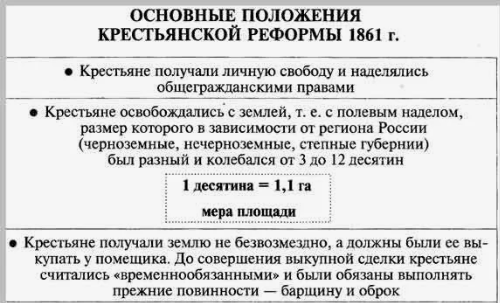 ОСНОВНЫЕ ПОЛОЖЕНИЯ
КРЕСТЬЯНСКОЙ РЕФОРМЫ 1861 г.
● Крестьяне получали личную свободу и наделялись
общегражданскими правами
● Крестьяне освобождались с землей, т. е. с полевым наделом,
размер которого в зависимости от региона России
(черноземные, нечерноземные, степные губернии)
был разный и колебался от 3 до 12 десятин
1 десятина = 1,1 га
мера площади
● Крестьяне получали землю не безвозмездно, а должны были ее вы-
купать у помещика. До совершения выкупной сделки крестьяне
считались «временнообязанными» и были обязаны выполнять
прежние повинности — барщину и оброк